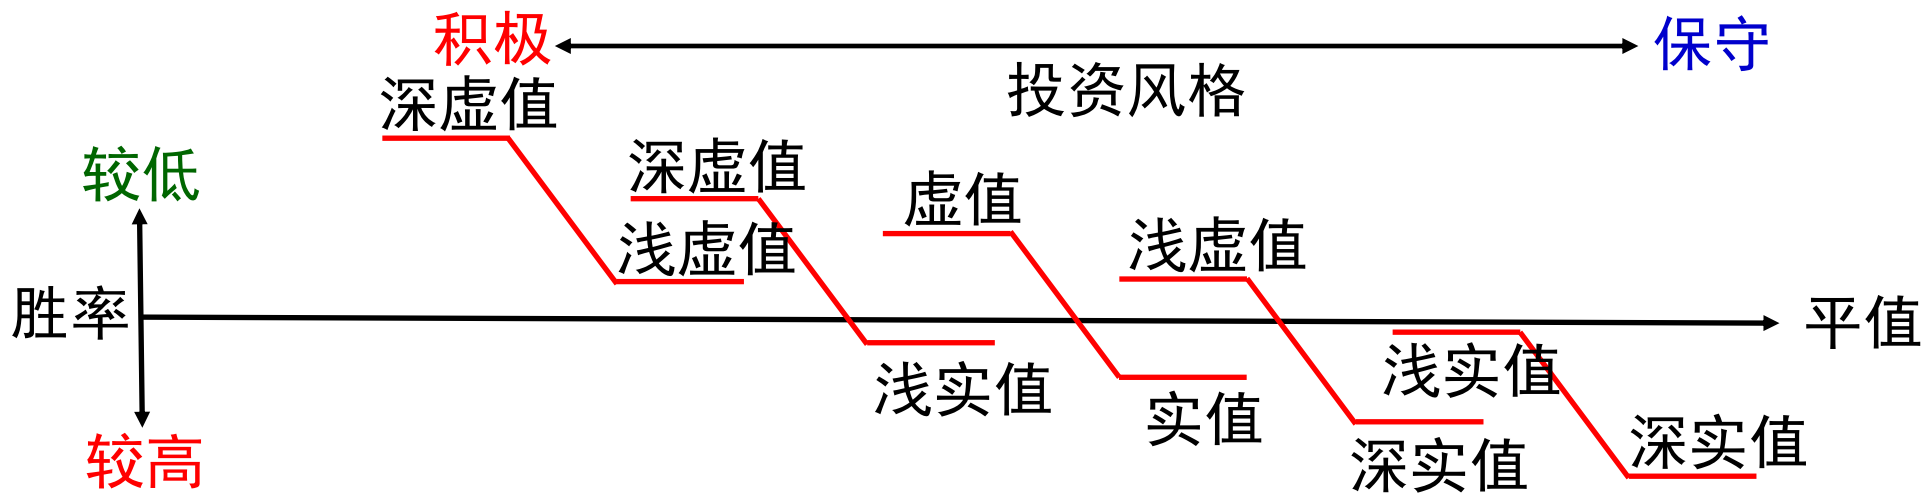 积极
保守
投资风格
深虚值
较低
深虚值
虚值
浅虚值
浅虚值
胜率
平值
浅实值
浅实值
实值
深实值
深实值
较高